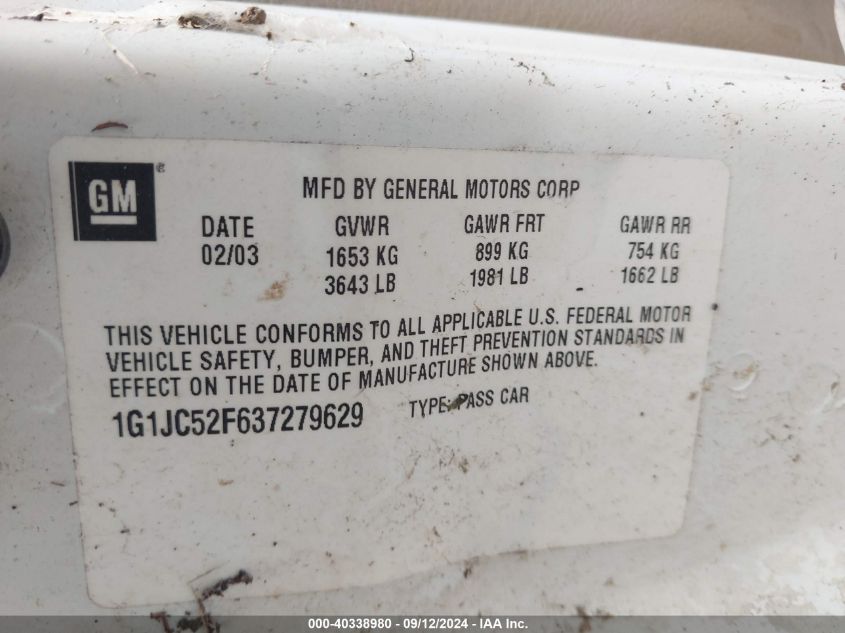 GM®
MFD BY GENERAL MOTORS CORP
DATE GVWR GAWR FRT GAWR RR
02/03 1653 KG 899 KG 754 KG
3643 LB 1981 LB 1662 LB
THIS VEHICLE CONFORMS TO ALL APPLICABLE U.S. FEDERAL MOTOR
VEHICLE SAFETY, BUMPER, AND THEFT PREVENTION STANDARDS IN
EFFECT ON THE DATE OF MANUFACTURE SHOWN ABOVE.
1G1JC52F637279629 TYPE: PASS CAR
000-40338980 - 09/12/2024 - IAA Inc.